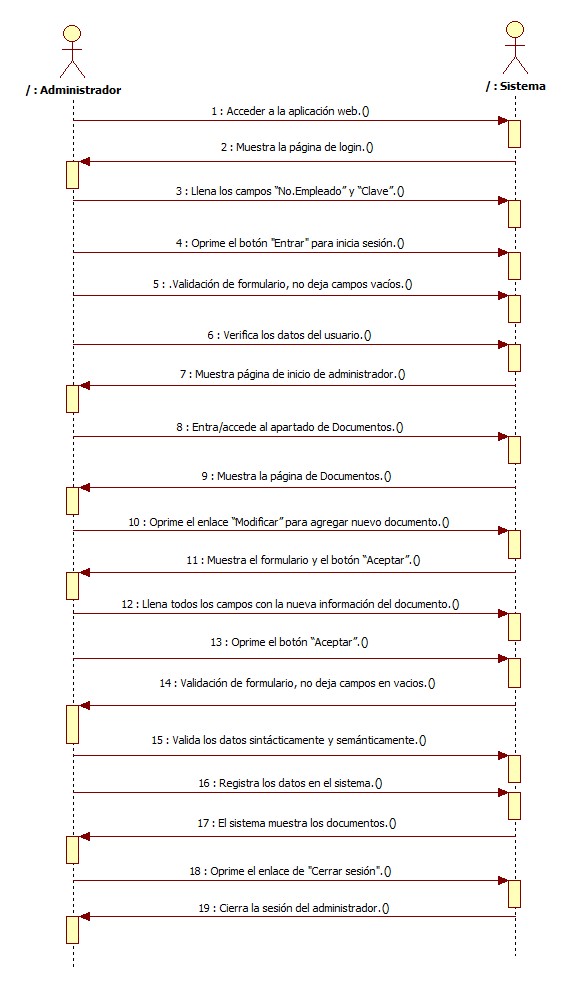 / : Administrador
/ : Sistema
1 : Acceder a la aplicación web.()
2 : Muestra la página de login.()
3 : Llena los campos “No.Empleado” y “Clave”.()
4 : Oprime el botón "Entrar" para inicia sesión.()
5 : .Validación de formulario, no deja campos vacíos.()
6 : Verifica los datos del usuario.()
7 : Muestra página de inicio de administrador.()
8 : Entra/accede al apartado de Documentos.()
9 : Muestra la página de Documentos.()
10 : Oprime el enlace “Modificar” para agregar nuevo documento.()
11 : Muestra el formulario y el botón “Aceptar”.()
12 : Llena todos los campos con la nueva información del documento.()
13 : Oprime el botón “Aceptar”.()
14 : Validación de formulario, no deja campos en vacios.()
15 : Valida los datos sintácticamente y semánticamente.()
16 : Registra los datos en el sistema.()
17 : El sistema muestra los documentos.()
18 : Oprime el enlace de "Cerrar sesión".()
19 : Cierra la sesión del administrador.()